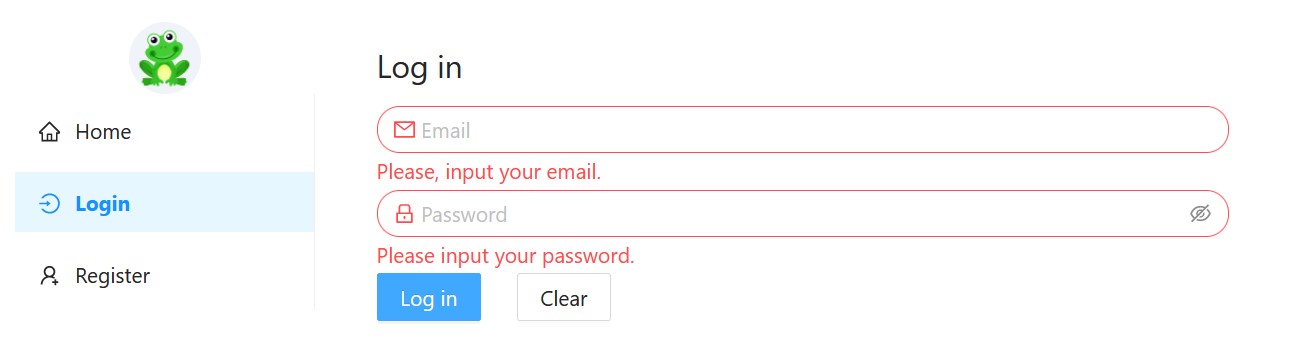 Home
Login
Register
Log in
Email
Please, input your email.
Password
Please input your password.
Log in
Clear